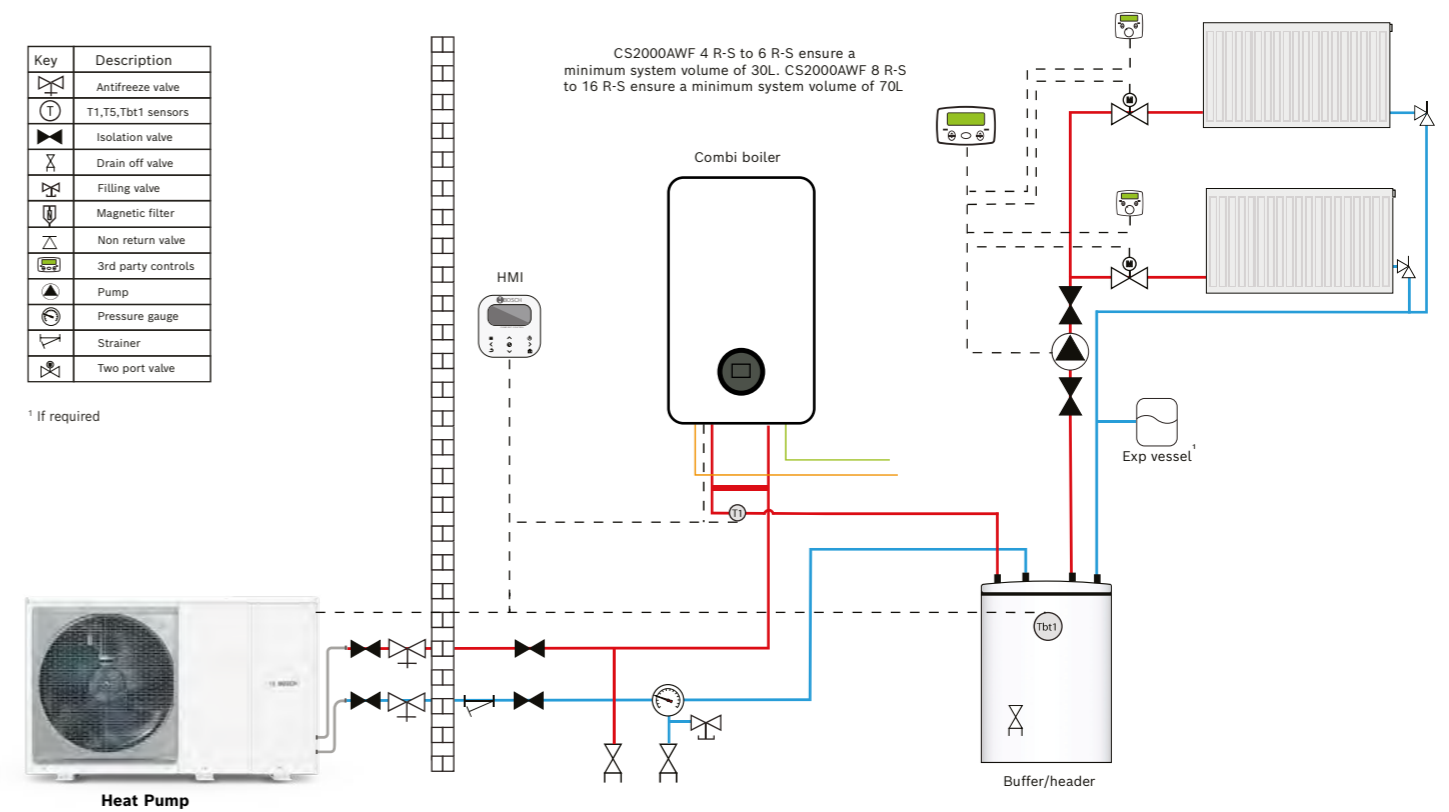 Key Description
Antifreeze valve
T T1,T5,Tbt1 sensors
Isolation valve
Drain off valve
Filling valve
Magnetic filter
Non return valve
3rd party controls
Pump
Pressure gauge
Strainer
Two port valve
¹ If required
CS2000AWF 4 R-S to 6 R-S ensure a
minimum system volume of 30L. CS2000AWF 8 R-S
to 16 R-S ensure a minimum system volume of 70L
Combi boiler
HMI
BOSCH
M
M
Exp vessel¹
T1
Tbt1
Buffer/header
BOSCH
Heat Pump